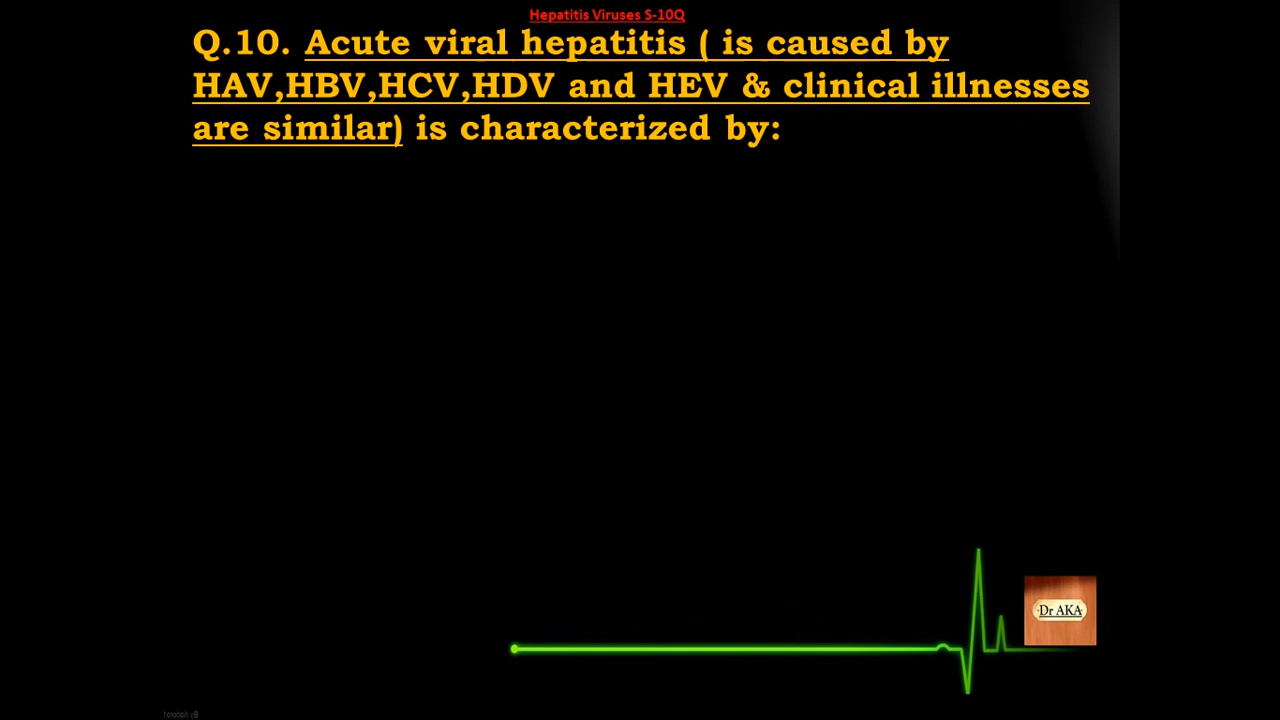 Hepatitis Viruses S-10Q
Q.10. Acute viral hepatitis ( is caused by
HAV,HBV,HCV,HDV and HEV & clinical illnesses
are similar) is characterized by:
Dr AKA